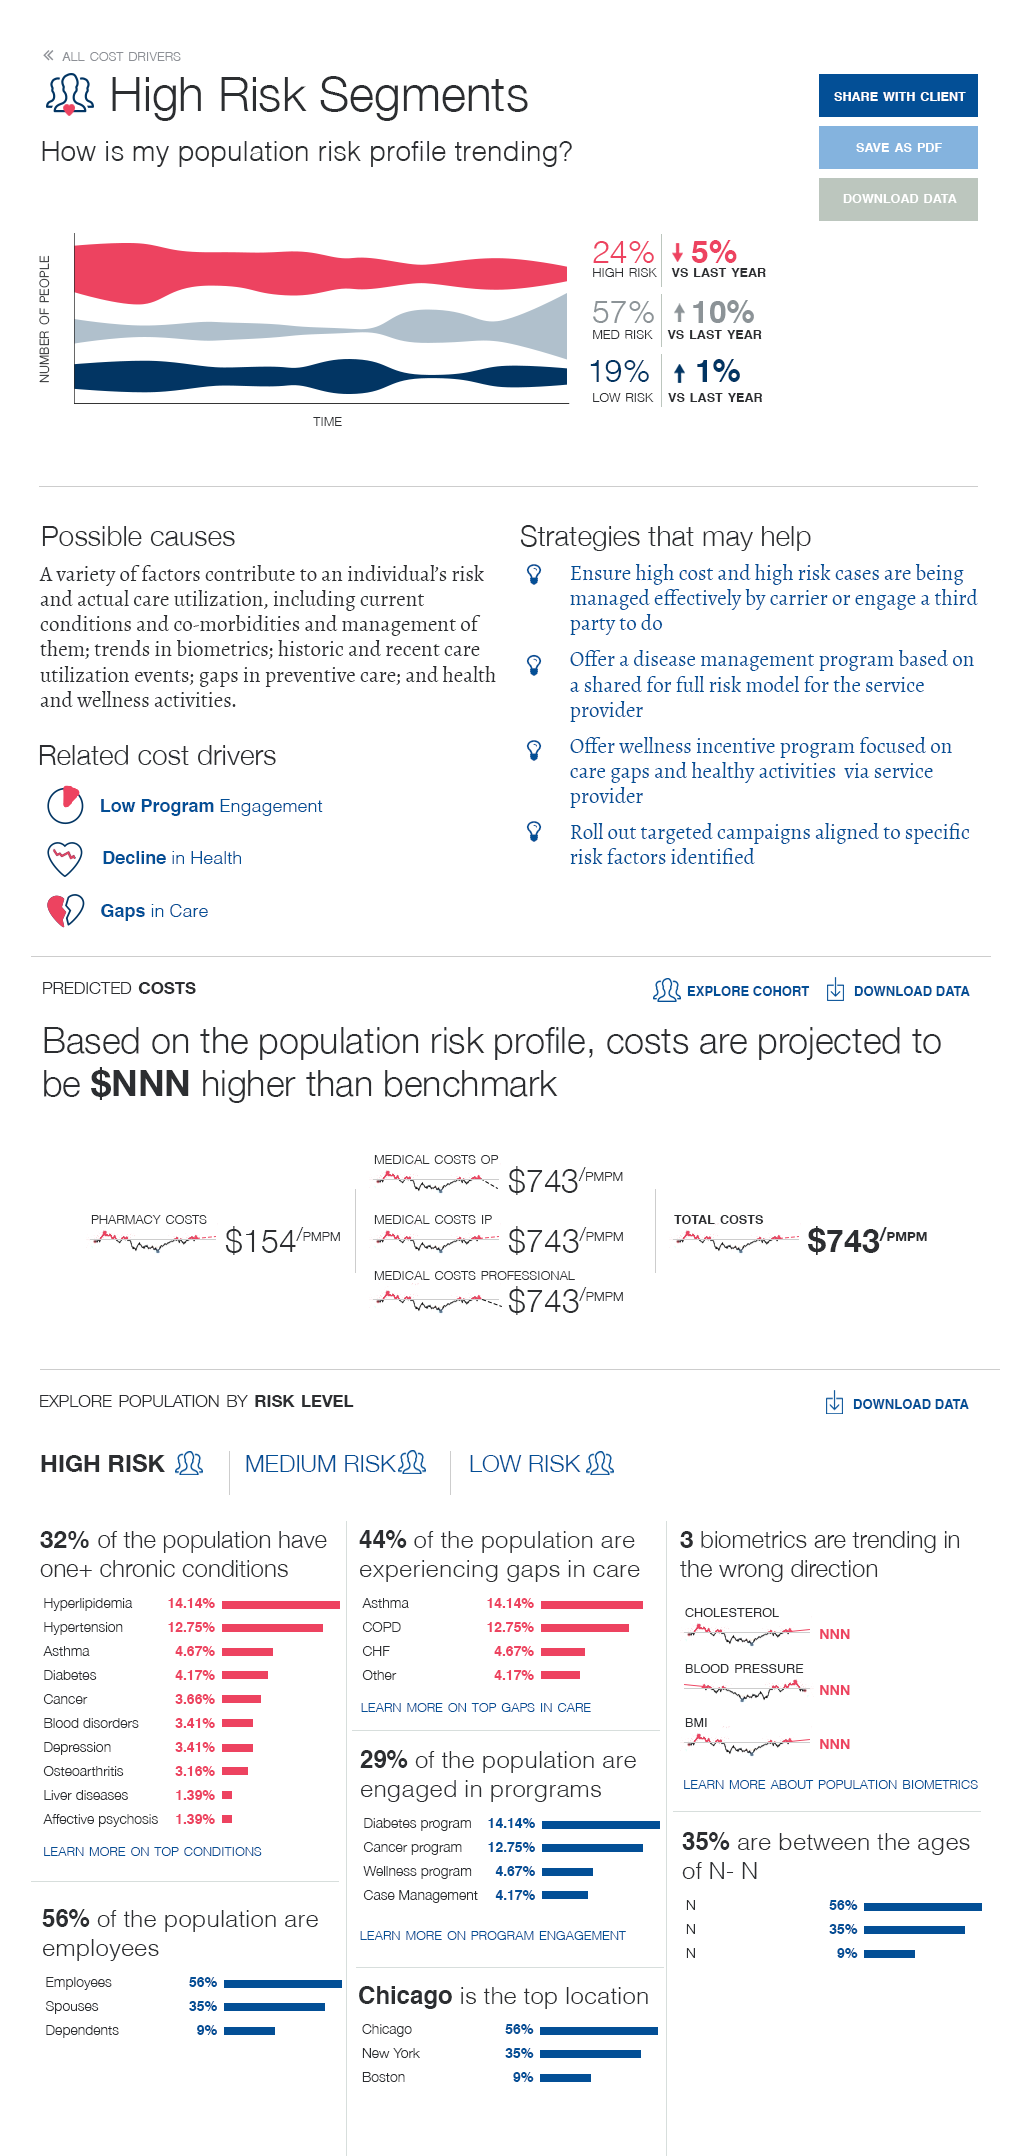 ALL COST DRIVERS
High Risk Segments
How is my population risk profile trending?
SHARE WITH CLIENT
SAVE AS PDF
DOWNLOAD DATA
NUMBER OF PEOPLE
TIME
24%
HIGH RISK
5%
VS LAST YEAR
57%
MED RISK
10%
VS LAST YEAR
19%
LOW RISK
1%
VS LAST YEAR
Possible causes
A variety of factors contribute to an individual’s risk
and actual care utilization, including current
conditions and co-morbidities and management of
them; trends in biometrics; historic and recent care
utilization events; gaps in preventive care; and health
and wellness activities.
Related cost drivers
Low Program Engagement
Decline in Health
Gaps in Care
Strategies that may help
Ensure high cost and high risk cases are being
managed effectively by carrier or engage a third
party to do
Offer a disease management program based on
a shared for full risk model for the service
provider
Offer wellness incentive program focused on
care gaps and healthy activities via service
provider
Roll out targeted campaigns aligned to specific
risk factors identified
PREDICTED COSTS
EXPLORE COHORT
DOWNLOAD DATA
Based on the population risk profile, costs are projected to
be $NNN higher than benchmark
PHARMACY COSTS
$154/PMPM
MEDICAL COSTS OP
$743/PMPM
MEDICAL COSTS IP
$743/PMPM
MEDICAL COSTS PROFESSIONAL
$743/PMPM
TOTAL COSTS
$743/PMPM
EXPLORE POPULATION BY RISK LEVEL
DOWNLOAD DATA
HIGH RISK
MEDIUM RISK
LOW RISK
32% of the population have
one+ chronic conditions
Hyperlipidemia 14.14%
Hypertension 12.75%
Asthma 4.67%
Diabetes 4.17%
Cancer 3.66%
Blood disorders 3.41%
Depression 3.41%
Osteoarthritis 3.16%
Liver diseases 1.39%
Affective psychosis 1.39%
LEARN MORE ON TOP CONDITIONS
56% of the population are
employees
Employees 56%
Spouses 35%
Dependents 9%
44% of the population are
experiencing gaps in care
Asthma 14.14%
COPD 12.75%
CHF 4.67%
Other 4.17%
LEARN MORE ON TOP GAPS IN CARE
29% of the population are
engaged in prorgrams
Diabetes program 14.14%
Cancer program 12.75%
Wellness program 4.67%
Case Management 4.17%
LEARN MORE ON PROGRAM ENGAGEMENT
Chicago is the top location
Chicago 56%
New York 35%
Boston 9%
3 biometrics are trending in
the wrong direction
CHOLESTEROL
NNN
BLOOD PRESSURE
NNN
BMI
NNN
LEARN MORE ABOUT POPULATION BIOMETRICS
35% are between the ages
of N- N
N 56%
N 35%
N 9%